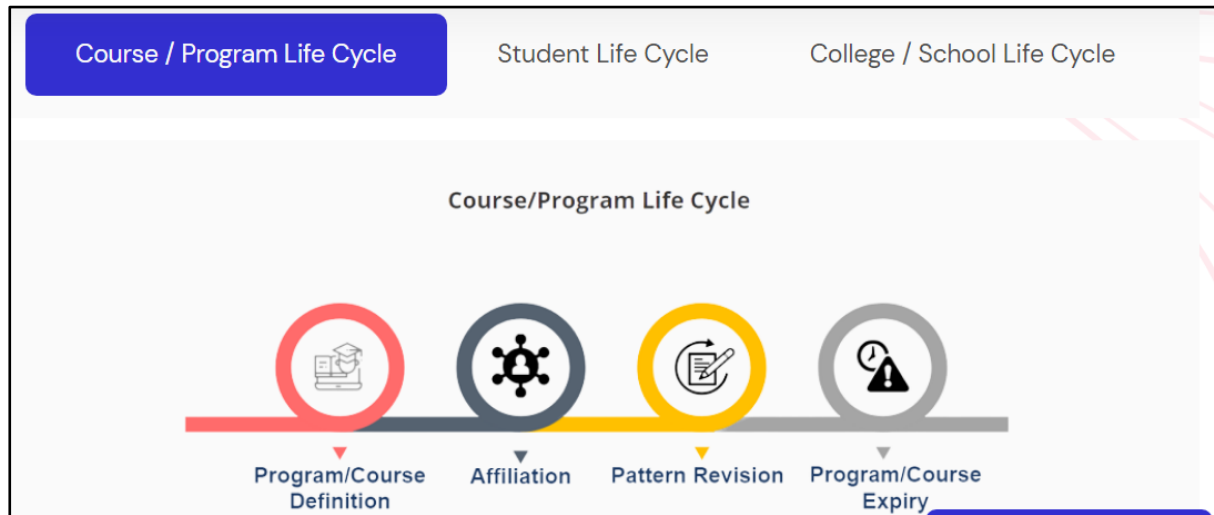 Course / Program Life Cycle
Student Life Cycle
College / School Life Cycle
Course/Program Life Cycle
Program/Course
Definition
Affiliation
Pattern Revision
Program/Course
Expiry